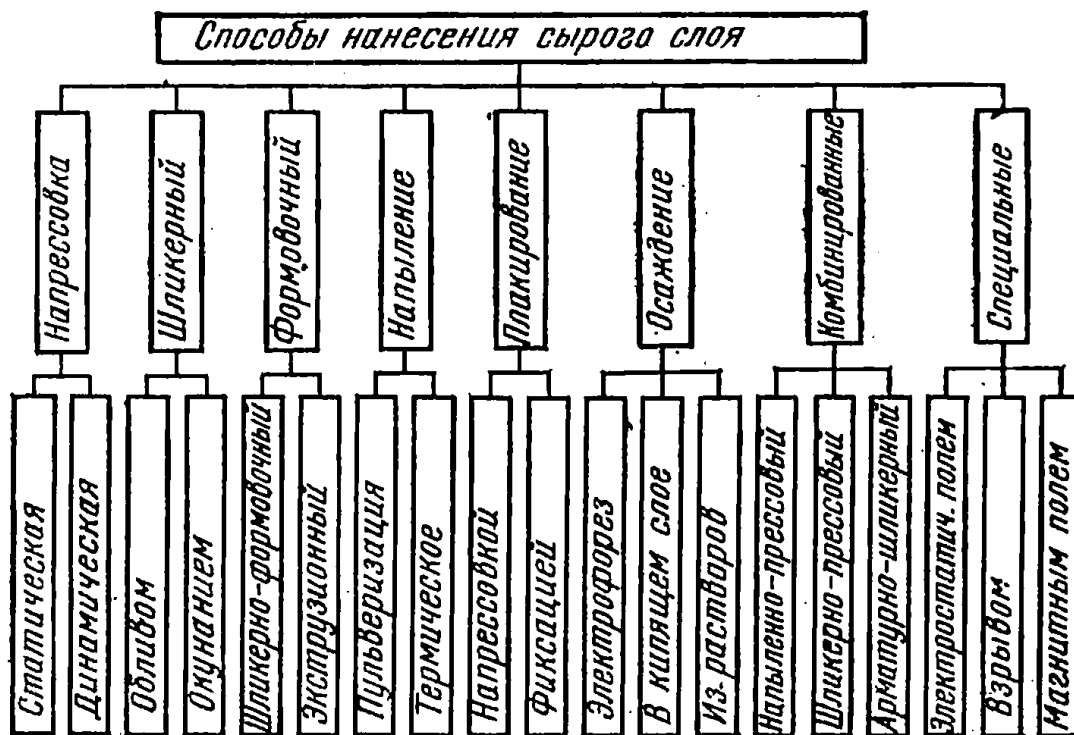 Способы нанесения сырого слоя
Напрессовка
Шликерный
Формовочный
Напыление
Плакирование
Осаждение
Комбинированные
Специальные
Статическая
Динамическая
Обливом
Окунанием
Шликерно-формовочный
Экструзионный
Пульверизация
Термическое
Напрессовкой
Фиксацией
Электрофорез
В кипящем слое
Из растворов
Напыленно-прессовый
Шликерно-прессовый
Арматурно-шликерный
Электростатич. полем
Взрывом
Магнитным полем